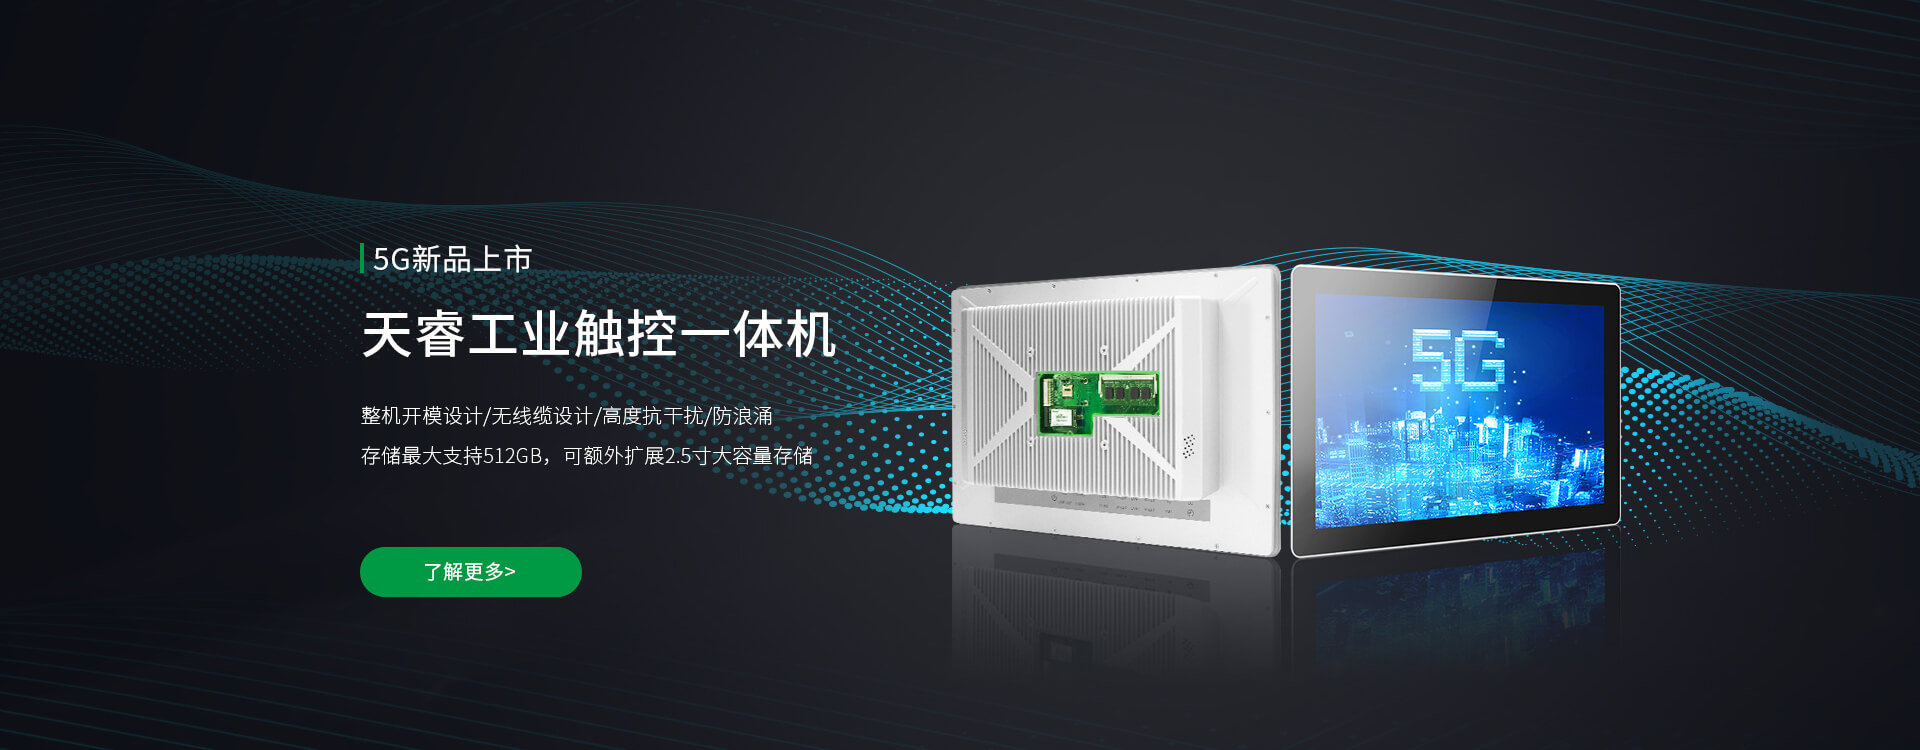 5G新品上市
天睿工业触控一体机
整机开模设计/无线缆设计/高度抗干扰/防浪涌
存储最大支持512GB，可额外扩展2.5寸大容量存储
了解更多>
5G